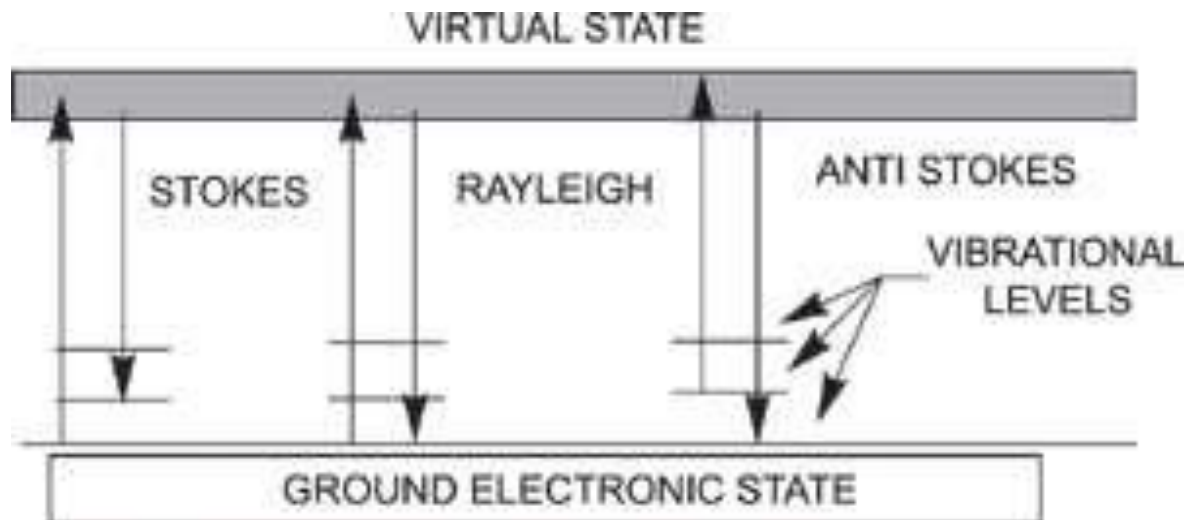 VIRTUAL STATE
STOKES
RAYLEIGH
ANTI STOKES
VIBRATIONAL
LEVELS
GROUND ELECTRONIC STATE